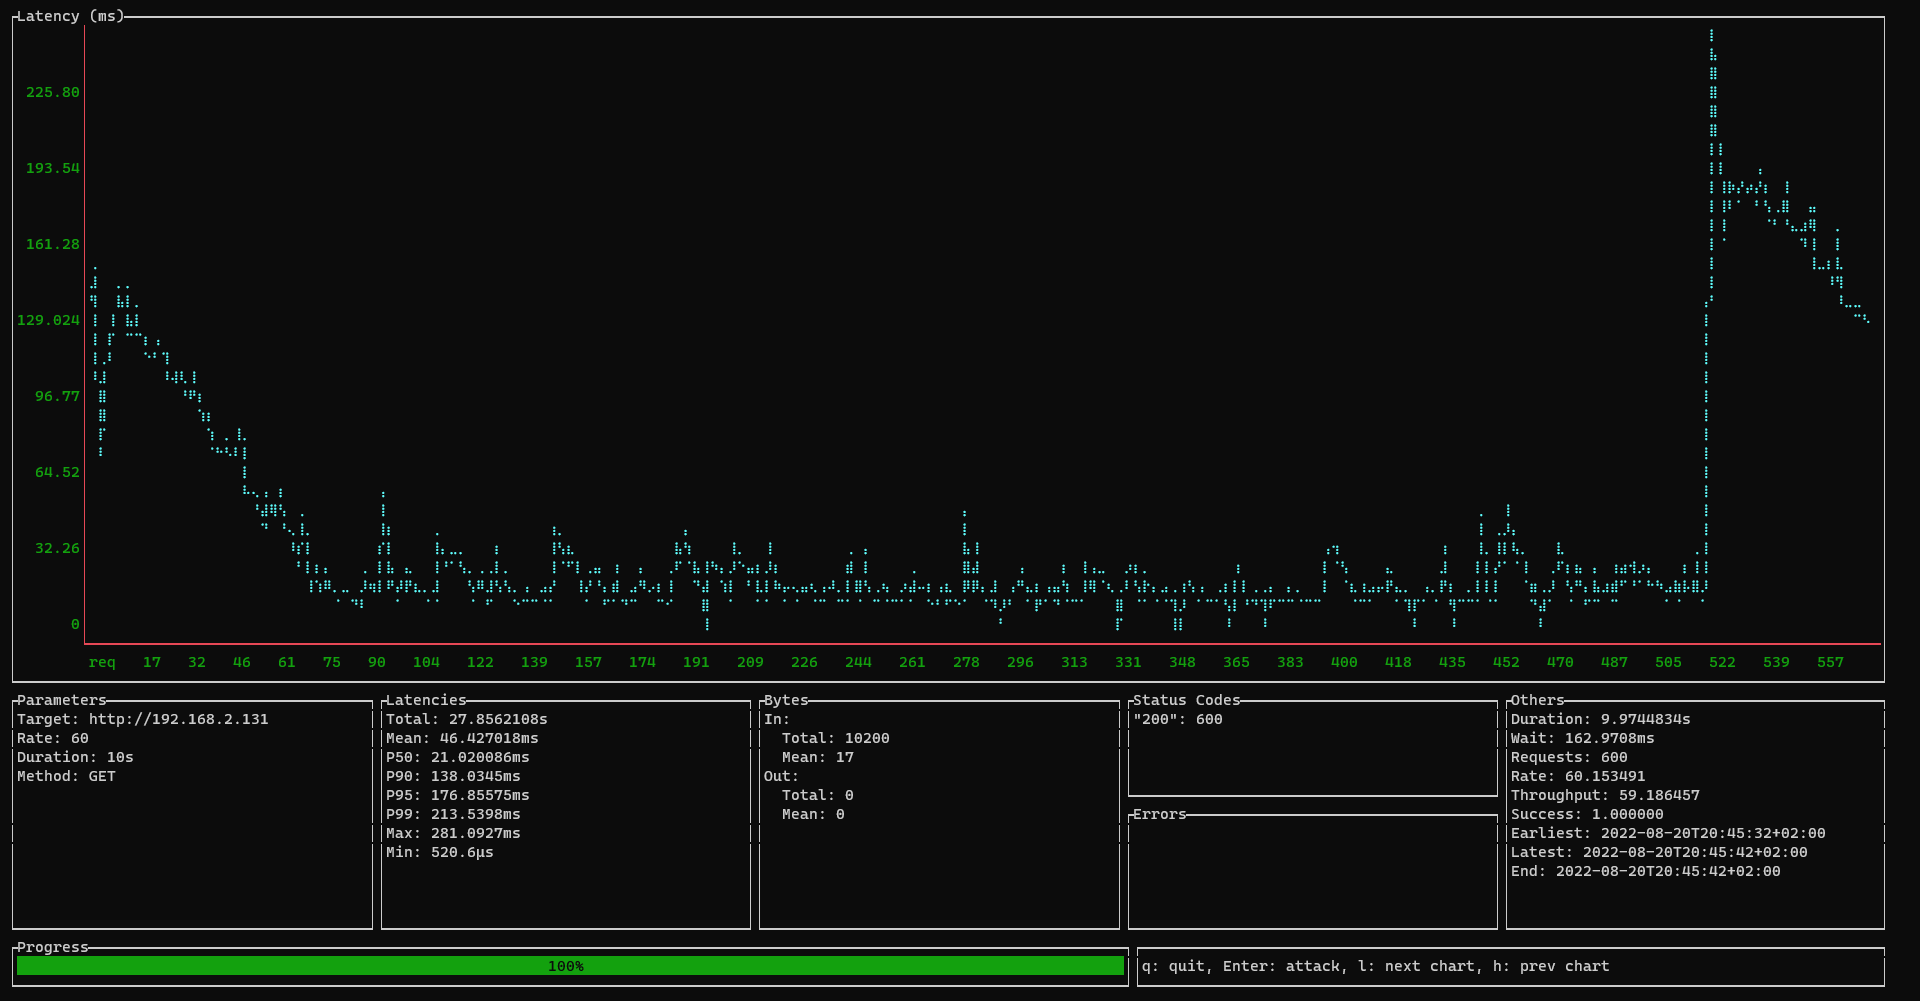 Latency (ms)
225.80
193.54
161.28
129.024
96.77
64.52
32.26
0
req 17 32 46 61 75 90 104 122 139 157 174 191 209 226 244 261 278 296 313 331 348 365 383 400 418 435 452 470 487 505 522 539 557
Parameters
Target: http://192.168.2.131
Rate: 60
Duration: 10s
Method: GET
Latencies
Total: 27.8562108s
Mean: 46.427018ms
P50: 21.020086ms
P90: 138.0345ms
P95: 176.85575ms
P99: 213.5398ms
Max: 281.0927ms
Min: 520.6µs
Bytes
In:
Total: 10200
Mean: 17
Out:
Total: 0
Mean: 0
Status Codes
"200": 600
Errors
Others
Duration: 9.9744834s
Wait: 162.9708ms
Requests: 600
Rate: 60.153491
Throughput: 59.186457
Success: 1.000000
Earliest: 2022-08-20T20:45:32+02:00
Latest: 2022-08-20T20:45:42+02:00
End: 2022-08-20T20:45:42+02:00
Progress
100%
q: quit, Enter: attack, l: next chart, h: prev chart